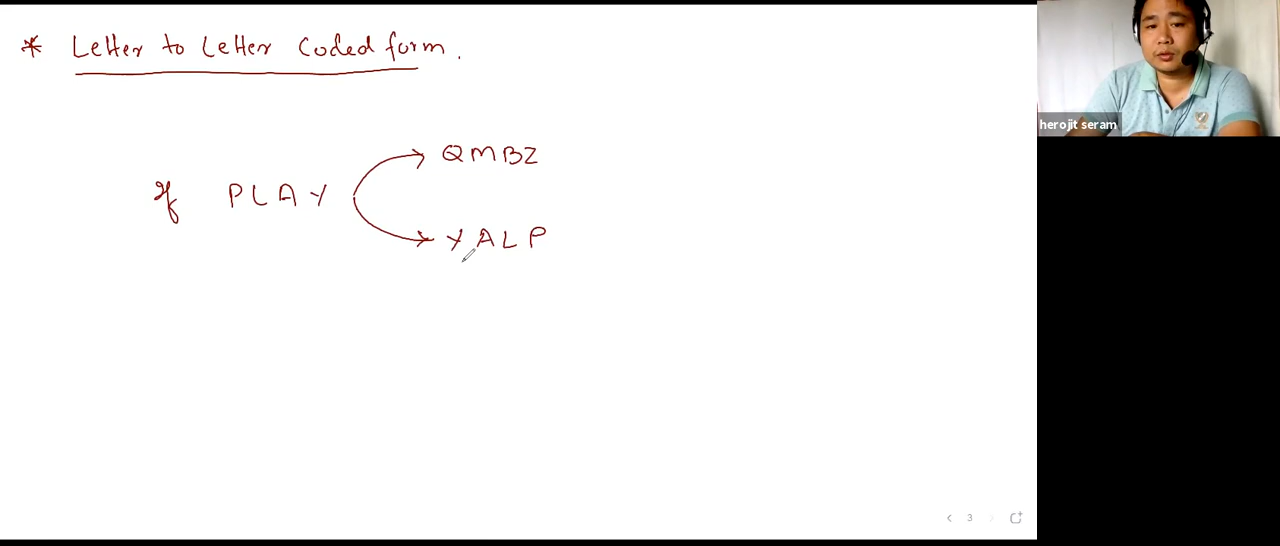 * Letter to Letter Coded form.
herojit seram
QMBZ
If PLAY
YALP
3